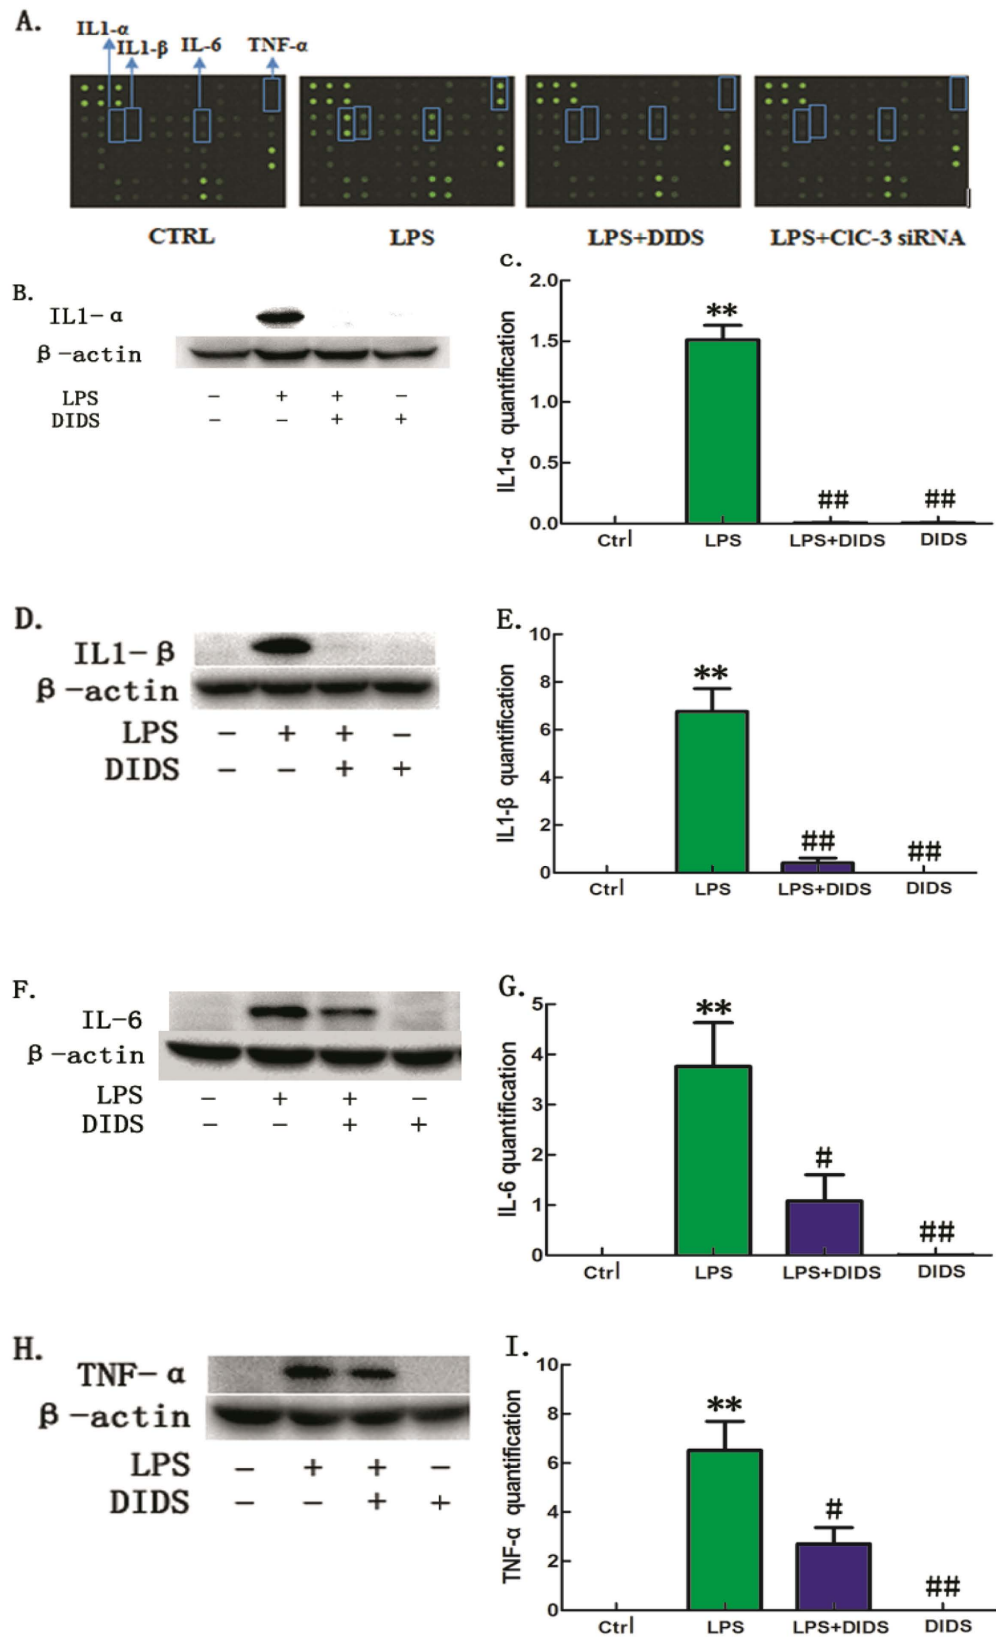 A.
IL1-α
IL1-β IL-6 TNF-α
CTRL LPS LPS+DIDS LPS+ClC-3 siRNA
B.
IL1-α
β-actin
LPS - + + -
DIDS - - + +
c.
IL1-α quantification
2.0
1.5
1.0
0.5
0.0
** ## ##
Ctrl LPS LPS+DIDS DIDS
D.
IL1-β
β-actin
LPS - + + -
DIDS - - + +
E.
IL1-β quantification
10
8
6
4
2
0
** ## ##
Ctrl LPS LPS+DIDS DIDS
F.
IL-6
β-actin
LPS - + + -
DIDS - - + +
G.
IL-6 quantification
5
4
3
2
1
0
** # ##
Ctrl LPS LPS+DIDS DIDS
H.
TNF-α
β-actin
LPS - + + -
DIDS - - + +
I.
TNF-α quantification
10
8
6
4
2
0
** # ##
Ctrl LPS LPS+DIDS DIDS